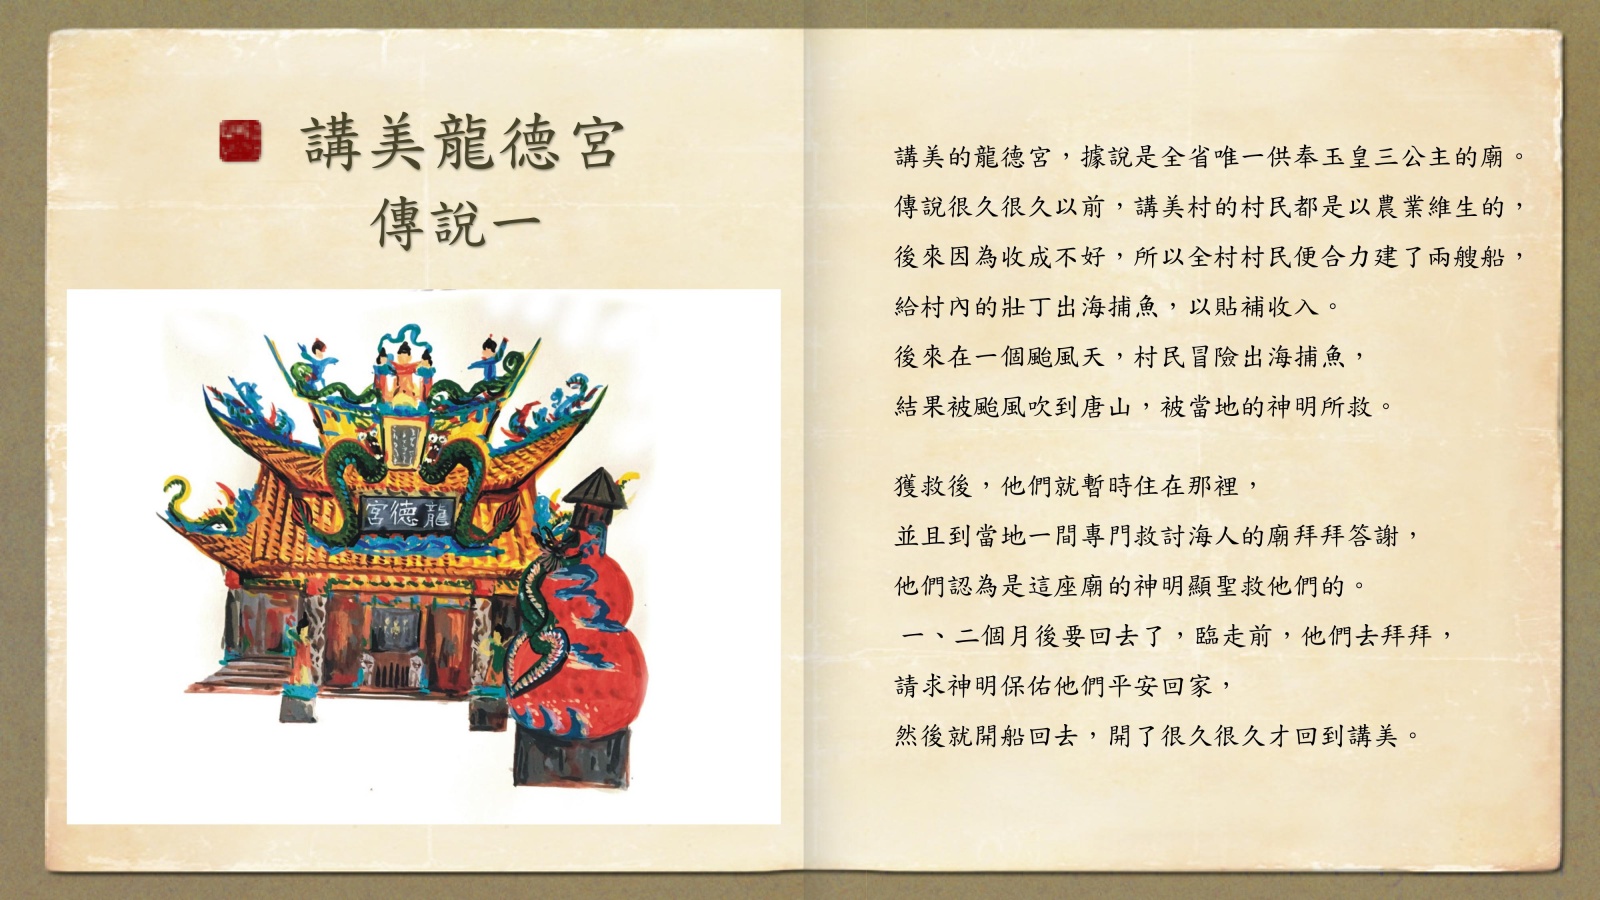 講美龍德宮
傳說一
宮德龍
講美的龍德宮，據說是全省唯一供奉玉皇三公主的廟。
傳說很久很久以前，講美村的村民都是以農業維生的，
後來因為收成不好，所以全村村民便合力建了兩艘船，
給村內的壯丁出海捕魚，以貼補收入。
後來在一個颱風天，村民冒險出海捕魚，
結果被颱風吹到唐山，被當地的神明所救。
獲救後，他們就暫時住在那裡，
並且到當地一間專門救討海人的廟拜拜答謝，
他們認為是這座廟的神明顯聖救他們的。
一、二個月後要回去了，臨走前，他們去拜拜，
請求神明保佑他們平安回家，
然後就開船回去，開了很久很久才回到講美。